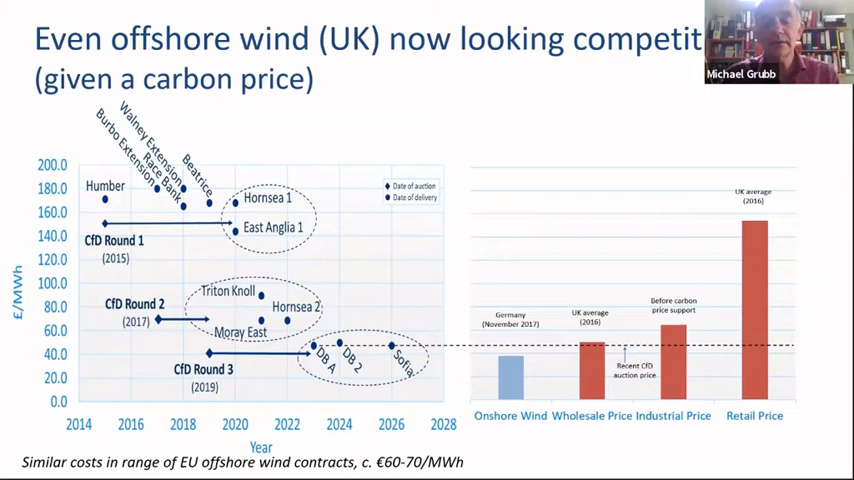 Even offshore wind (UK) now looking competit
(given a carbon price)
Michael Grubb
Walney Extension
Burbo Extension
Race Bank
Beatrice
Humber
Hornsea 1
East Anglia 1
Date of auction
Date of delivery
CfD Round 1
(2015)
Triton Knoll
Hornsea 2
Moray East
CfD Round 2
(2017)
CfD Round 3
(2019)
DB A
DB 2
Sofia
£/MWh
200.0
180.0
160.0
140.0
120.0
100.0
80.0
60.0
40.0
20.0
0.0
2014 2016 2018 2020 2022 2024 2026 2028
Year
Germany
(November 2017)
UK average
(2016)
Before carbon
price support
UK average
(2016)
Recent CfD
auction price
Onshore Wind Wholesale Price Industrial Price Retail Price
Similar costs in range of EU offshore wind contracts, c. €60-70/MWh